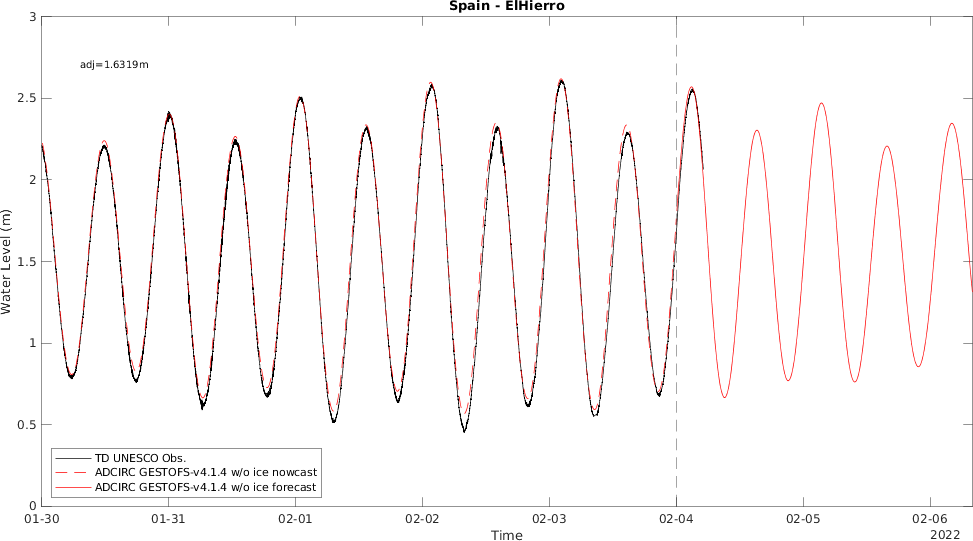 Spain - ElHierro
adj=1.6319m
Water Level (m)
3
2.5
2
1.5
1
0.5
0
TD UNESCO Obs.
ADCIRC GESTOFS-v4.1.4 w/o ice nowcast
ADCIRC GESTOFS-v4.1.4 w/o ice forecast
01-30 01-31 02-01 02-02 02-03 02-04 02-05 02-06
Time
2022